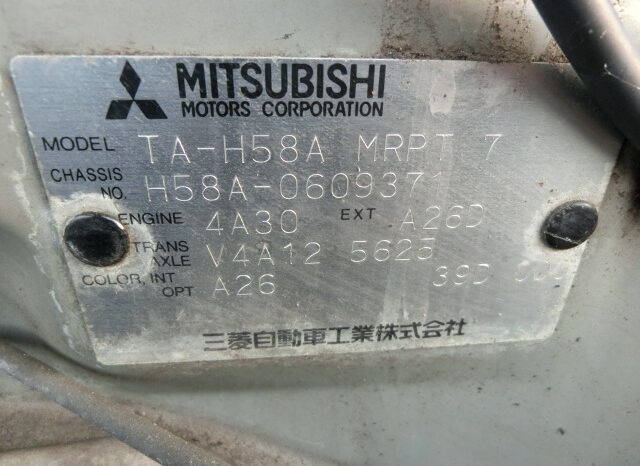 MITSUBISHI
MOTORS CORPORATION
MODEL TA-H58A MRPT 7
CHASSIS NO. H58A-0609371
ENGINE 4A30 EXT A26D
TRANS AXLE V4A12 5625
COLOR, INT OPT A26 39D
三菱自動車工業株式会社